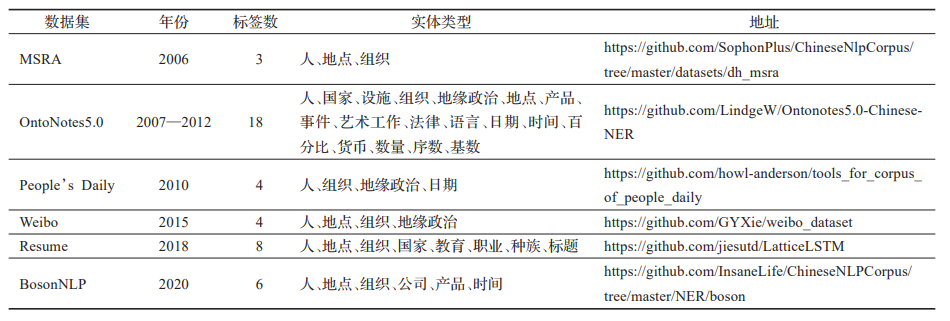 数据集 年份 标签数 实体类型 地址
MSRA 2006 3 人、地点、组织 https://github.com/SophonPlus/ChineseNlpCorpus/
tree/master/datasets/dh_msra
人、国家、设施、组织、地缘政治、地点、产品、
OntoNotes5.0 2007—2012 18 事件、艺术工作、法律、语言、日期、时间、百 https://github.com/LindgeW/Ontonotes5.0-Chinese-
NER
分比、货币、数量、序数、基数
People's Daily 2010 4 人、组织、地缘政治、日期 https://github.com/howl-anderson/tools_for_corpus_
of_people_daily
Weibo 2015 4 人、地点、组织、地缘政治 https://github.com/GYXie/weibo_dataset
Resume 2018 8 人、地点、组织、国家、教育、职业、种族、标题 https://github.com/jiesutd/LatticeLSTM
BosonNLP 2020 6 人、地点、组织、公司、产品、时间 https://github.com/InsaneLife/ChineseNLPCorpus/
tree/master/NER/boson